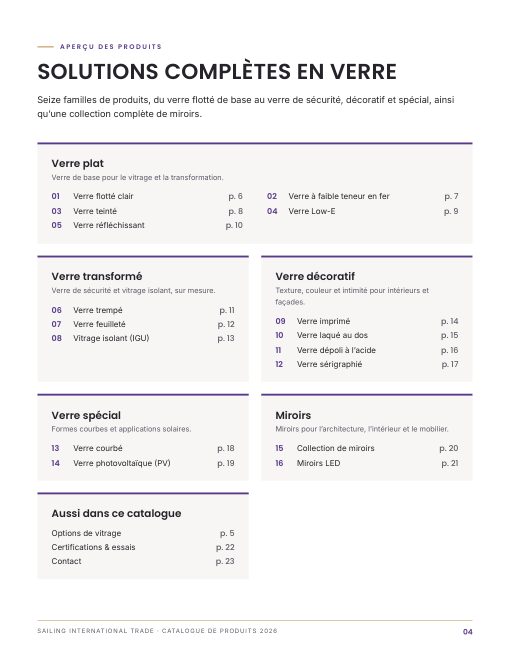 APERÇU DES PRODUITS
SOLUTIONS COMPLÈTES EN VERRE
Seize familles de produits, du verre flotté de base au verre de sécurité, décoratif et spécial, ainsi
qu'une collection complète de miroirs.
Verre plat
Verre de base pour le vitrage et la transformation.
01 Verre flotté clair p. 6
02 Verre à faible teneur en fer p. 7
03 Verre teinté p. 8
04 Verre Low-E p. 9
05 Verre réfléchissant p. 10
Verre transformé
Verre de sécurité et vitrage isolant, sur mesure.
06 Verre trempé p. 11
07 Verre feuilleté p. 12
08 Vitrage isolant (IGU) p. 13
Verre décoratif
Texture, couleur et intimité pour intérieurs et
façades.
09 Verre imprimé p. 14
10 Verre laqué au dos p. 15
11 Verre dépoli à l'acide p. 16
12 Verre sérigraphié p. 17
Verre spécial
Formes courbes et applications solaires.
13 Verre courbé p. 18
14 Verre photovoltaïque (PV) p. 19
Miroirs
Miroirs pour l'architecture, l'intérieur et le mobilier.
15 Collection de miroirs p. 20
16 Miroirs LED p. 21
Aussi dans ce catalogue
Options de vitrage p. 5
Certifications & essais p. 22
Contact p. 23
SAILING INTERNATIONAL TRADE · CATALOGUE DE PRODUITS 2026
04